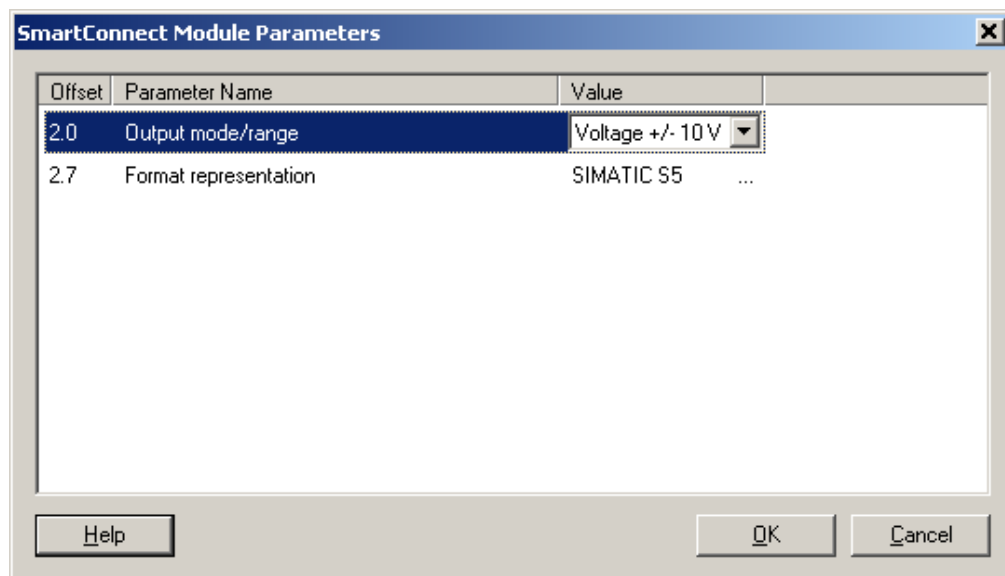 SmartConnect Module Parameters
Offset Parameter Name Value
2.0 Output mode/range Voltage +/- 10 V
2.7 Format representation SIMATIC S5 ...
Help OK Cancel